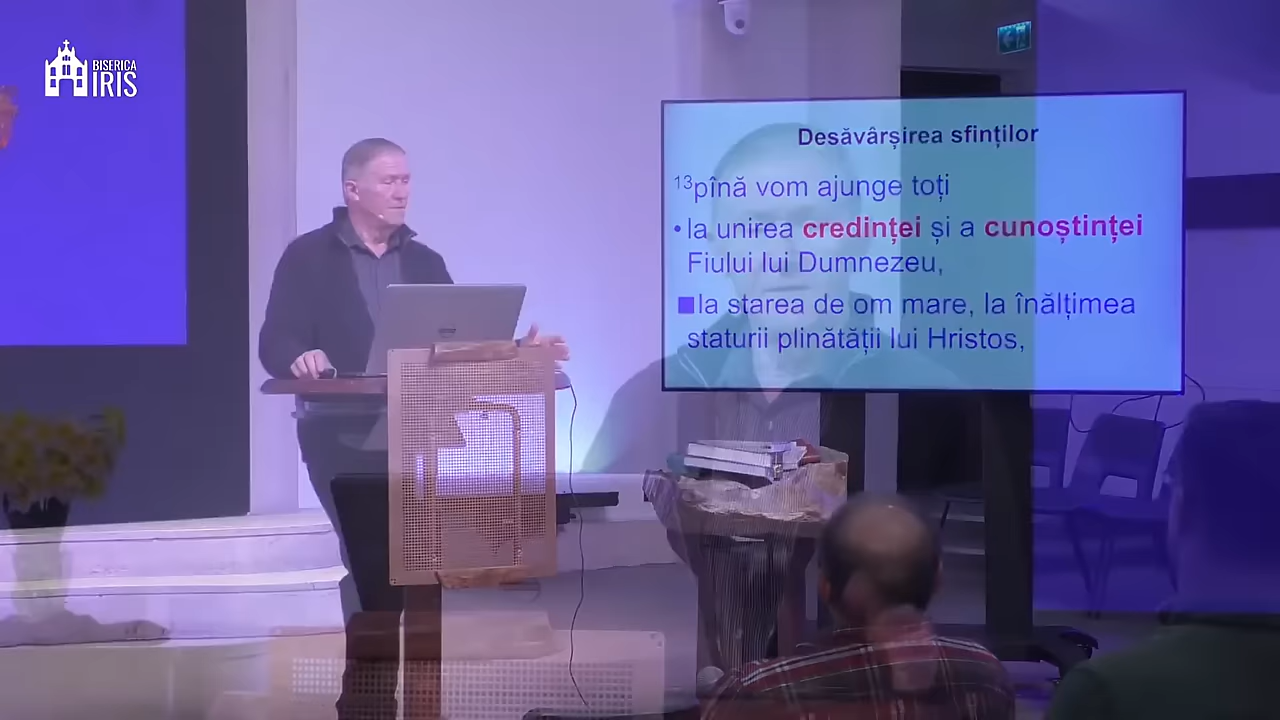 BISERICA
IRIS
Desăvârșirea sfinților
13pînă vom ajunge toți
•la unirea credinței și a cunoștinței
Fiului lui Dumnezeu,
■la starea de om mare, la înălțimea
staturii plinătății lui Hristos,